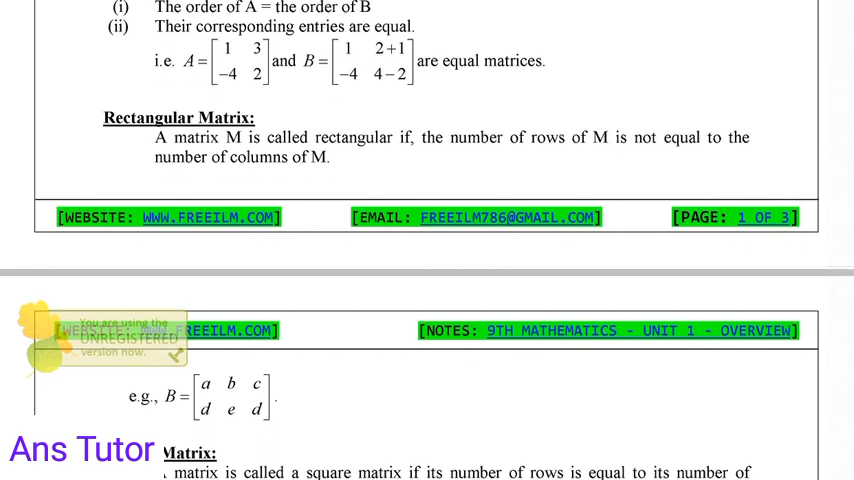 (i) The order of A = the order of B
(ii) Their corresponding entries are equal.
i.e. A = [1 3; −4 2] and B = [1 2+1; −4 4−2] are equal matrices.
Rectangular Matrix:
A matrix M is called rectangular if, the number of rows of M is not equal to the
number of columns of M.
[WEBSITE: WWW.FREEILM.COM] [EMAIL: FREEILM786@GMAIL.COM] [PAGE: 1 OF 3]
You are using the
UNREGISTERED
version now.
[WEBSITE: WWW.FREEILM.COM] [NOTES: 9TH MATHEMATICS - UNIT 1 - OVERVIEW]
e.g., B = [a b c; d e d].
Ans Tutor
Matrix:
matrix is called a square matrix if its number of rows is equal to its number of